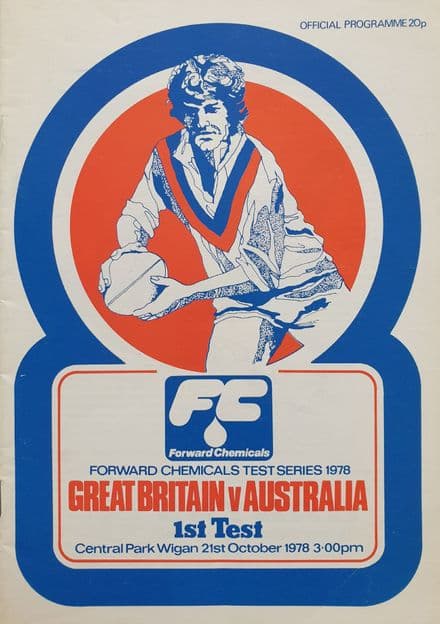 OFFICIAL PROGRAMME 20p
FC
Forward Chemicals
FORWARD CHEMICALS TEST SERIES 1978
GREAT BRITAIN v AUSTRALIA
1st Test
Central Park Wigan 21st October 1978 3·00pm